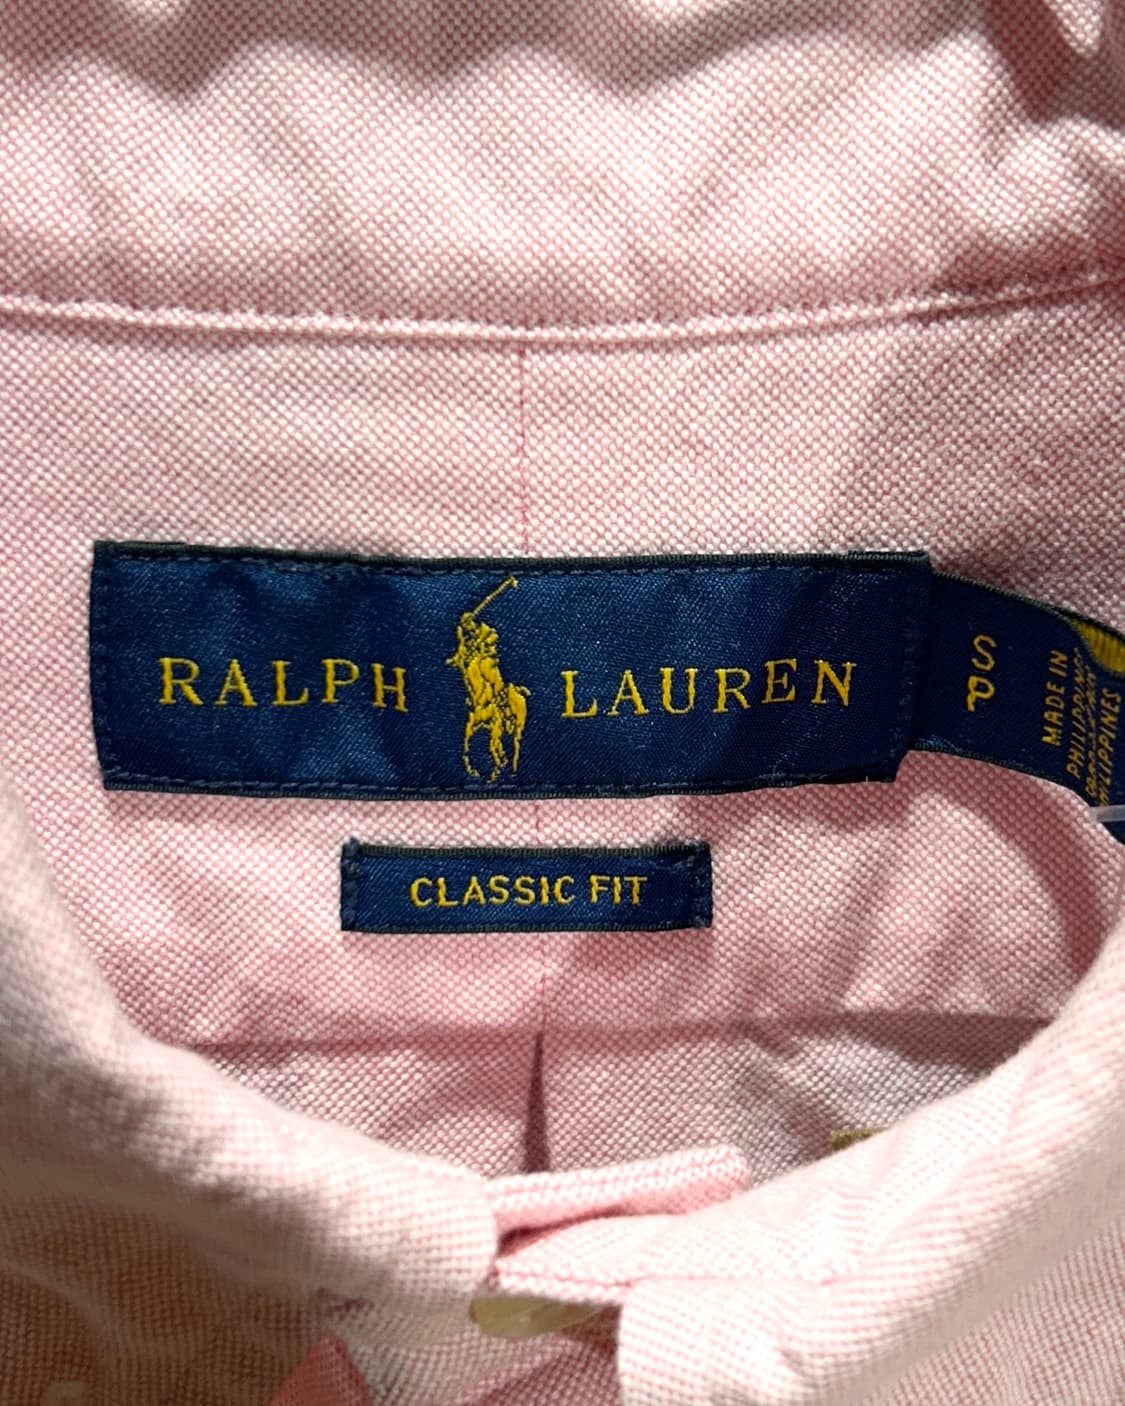 RALPH LAUREN
CLASSIC FIT
S
P
MADE IN
PHILIPPINES